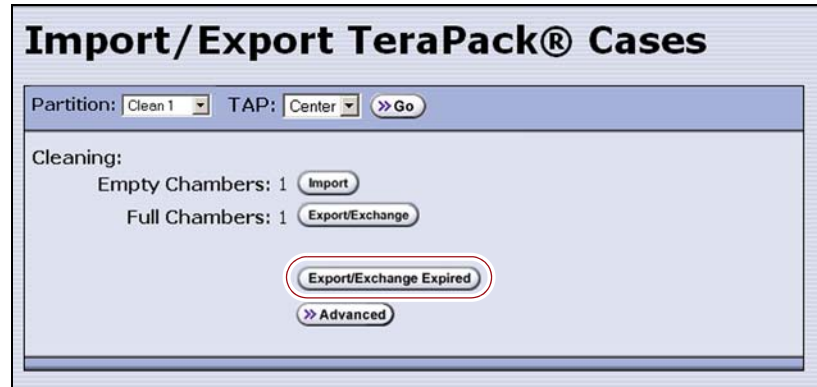 Import/Export TeraPack® Cases
Partition: Clean 1 TAP: Center >> Go
Cleaning:
Empty Chambers: 1 Import
Full Chambers: 1 Export/Exchange
Export/Exchange Expired
>> Advanced